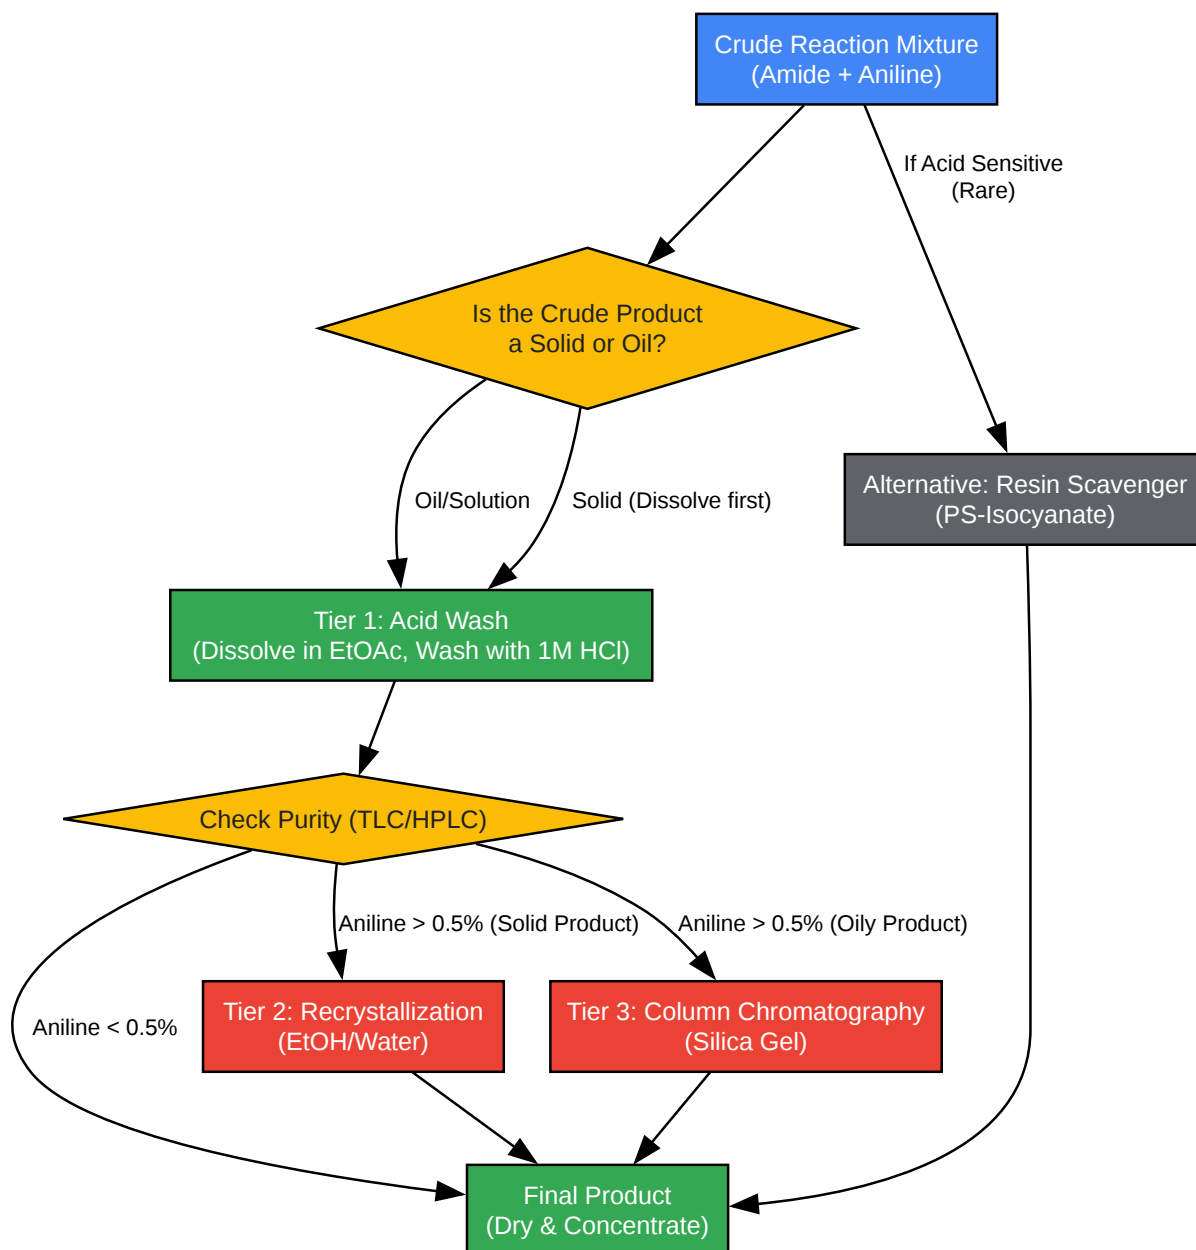 Crude Reaction Mixture
(Amide + Aniline)
If Acid Sensitive
(Rare)
Is the Crude Product
a Solid or Oil?
Alternative: Resin Scavenger
(PS-Isocyanate)
Oil/Solution
Solid (Dissolve first)
Tier 1: Acid Wash
(Dissolve in EtOAc, Wash with 1M HCl)
Check Purity (TLC/HPLC)
Aniline > 0.5% (Solid Product)
Aniline > 0.5% (Oily Product)
Aniline < 0.5%
Tier 2: Recrystallization
(EtOH/Water)
Tier 3: Column Chromatography
(Silica Gel)
Final Product
(Dry & Concentrate)